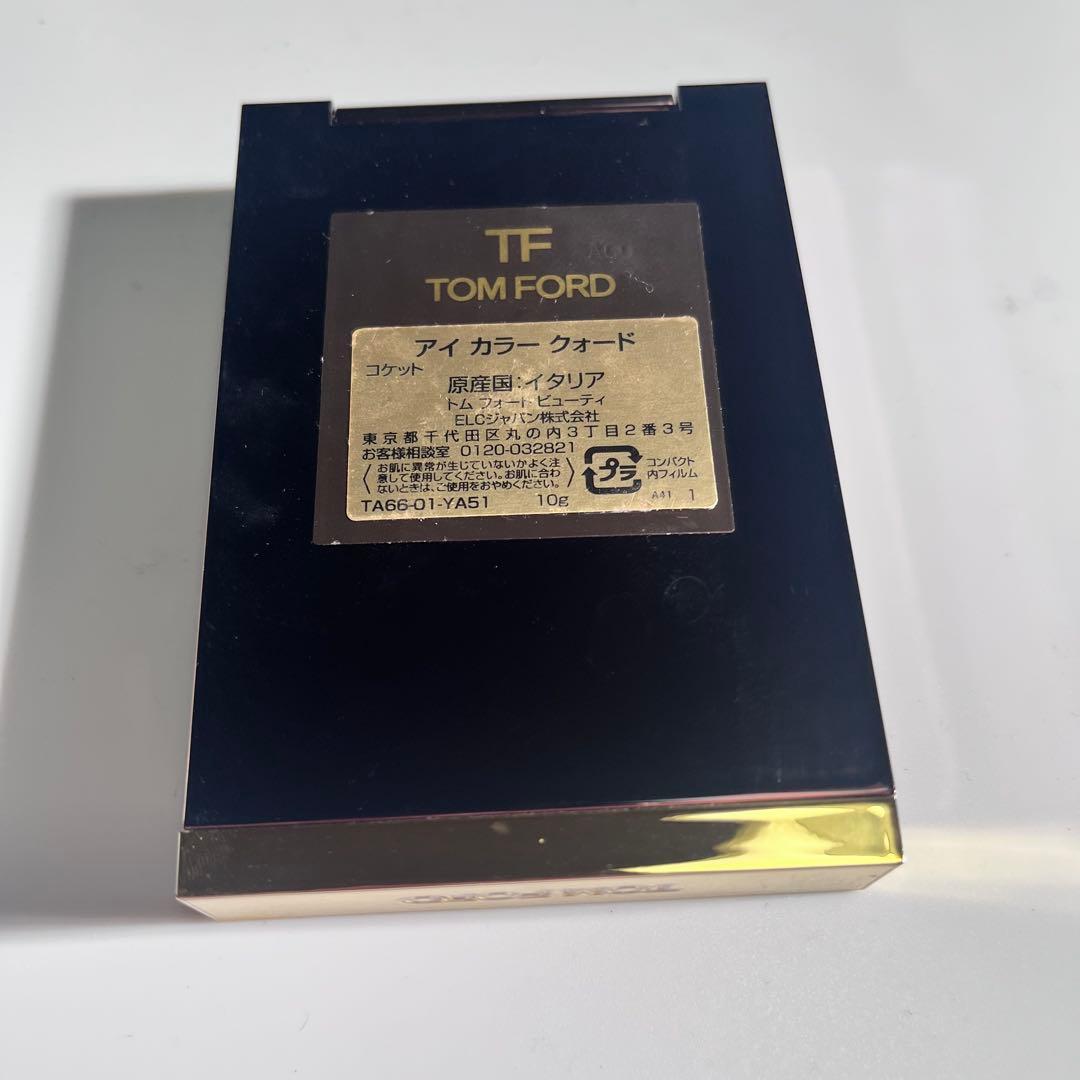 TF
TOM FORD
アイ カラー クォード
コケット
原産国:イタリア
トム フォード ビューティ
ELCジャパン株式会社
東京都千代田区丸の内3丁目2番3号
お客様相談室 0120-032821
お肌に異常が生じていないかよく注
意して使用してください。お肌に合わ
ないときは、ご使用をおやめください。
プラ
コンパクト
内フィルム
TA66-01-YA51 10g A41 1
TOM FORD